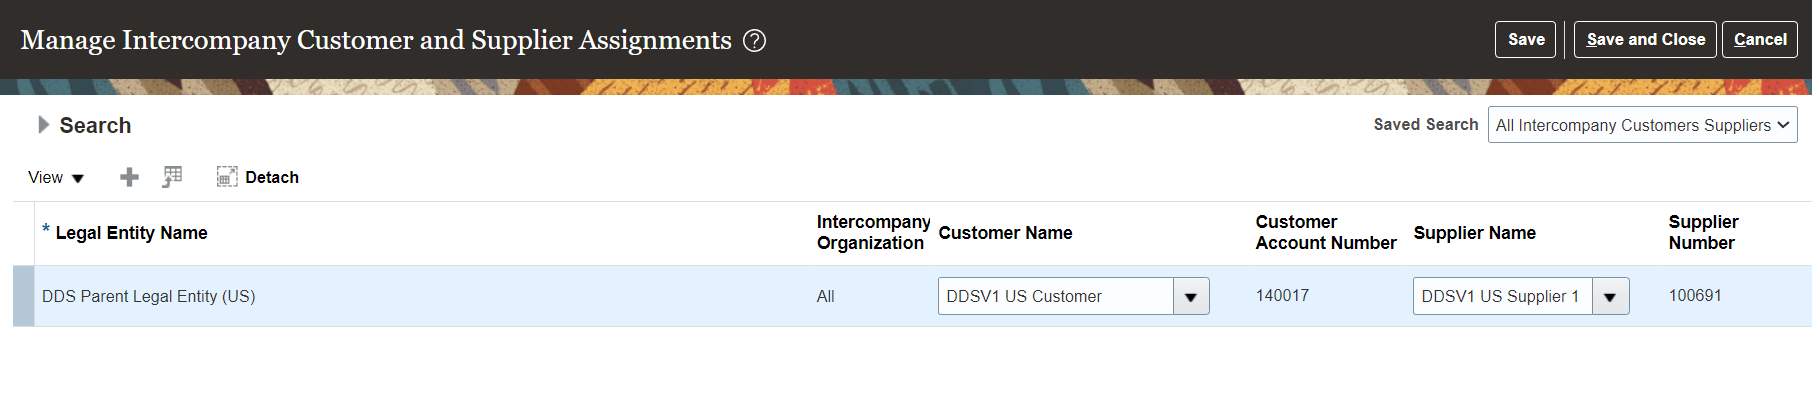 Manage Intercompany Customer and Supplier Assignments ?
Save
Save and Close
Cancel
Search
Saved Search
All Intercompany Customers Suppliers
View
Detach
* Legal Entity Name
Intercompany
Organization
Customer Name
Customer
Account Number
Supplier Name
Supplier
Number
DDS Parent Legal Entity (US)
All
DDSV1 US Customer
140017
DDSV1 US Supplier 1
100691